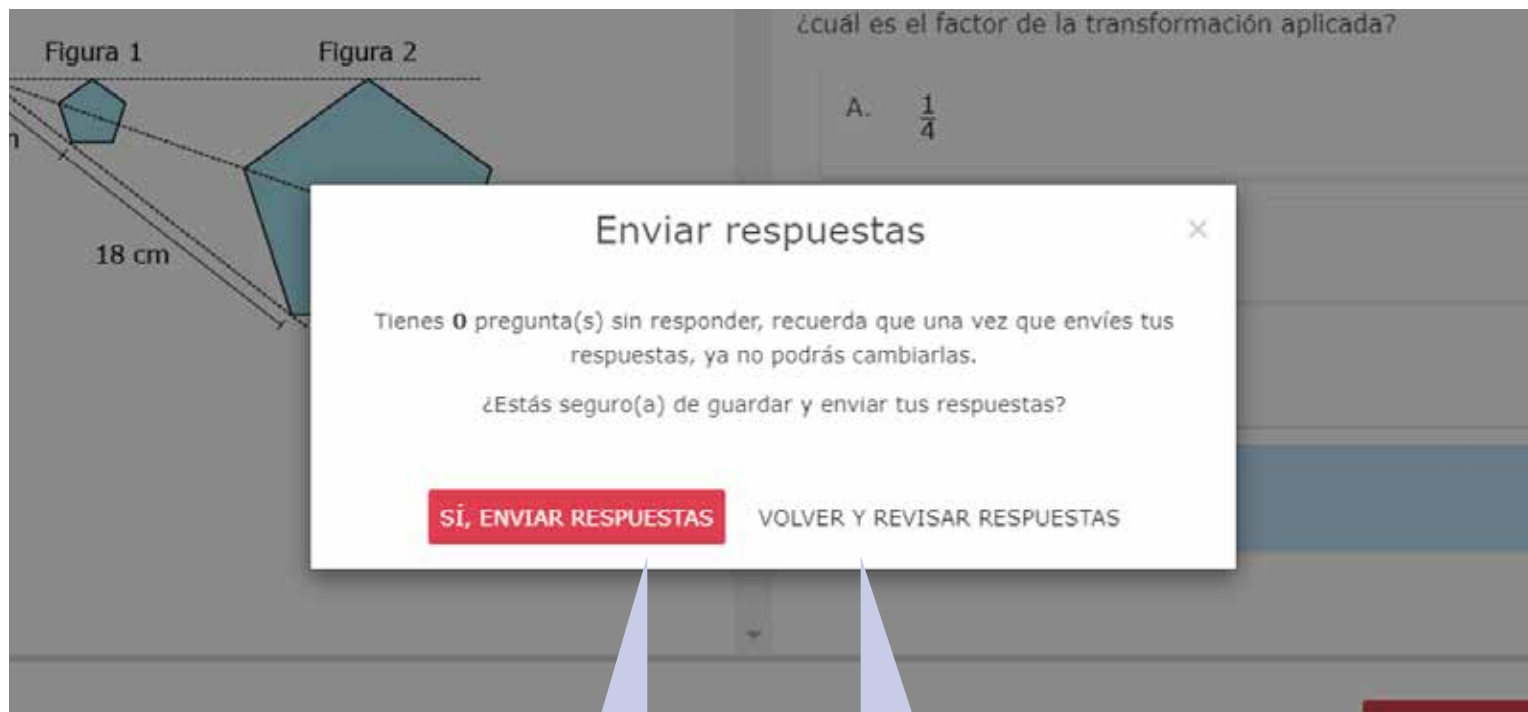 ¿cuál es el factor de la transformación aplicada?
Figura 1
Figura 2
A. 1/4
18 cm
Enviar respuestas
×
Tienes 0 pregunta(s) sin responder, recuerda que una vez que envíes tus
respuestas, ya no podrás cambiarlas.
¿Estás seguro(a) de guardar y enviar tus respuestas?
SÍ, ENVIAR RESPUESTAS
VOLVER Y REVISAR RESPUESTAS